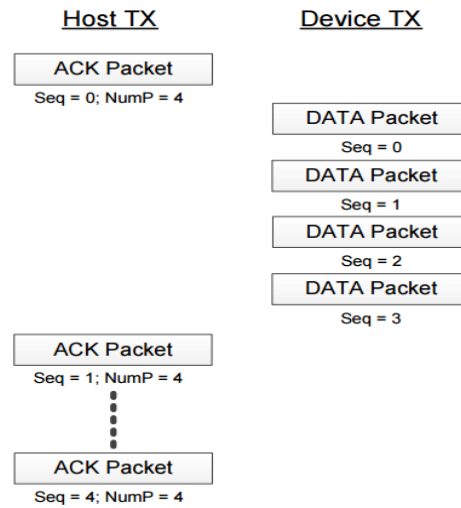 Host TX
Device TX
ACK Packet
Seq = 0; NumP = 4
DATA Packet
Seq = 0
DATA Packet
Seq = 1
DATA Packet
Seq = 2
DATA Packet
Seq = 3
ACK Packet
Seq = 1; NumP = 4
ACK Packet
Seq = 4; NumP = 4